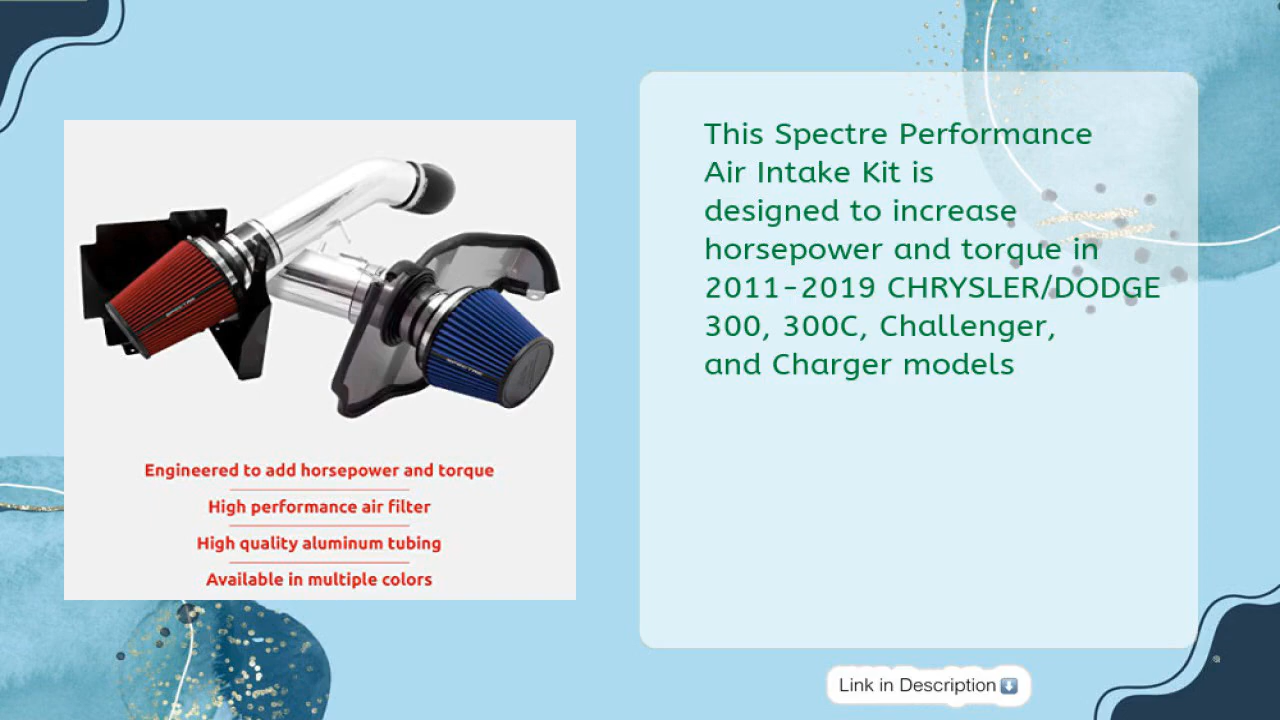 This Spectre Performance
Air Intake Kit is
designed to increase
horsepower and torque in
2011-2019 CHRYSLER/DODGE
300, 300C, Challenger,
and Charger models
Engineered to add horsepower and torque
High performance air filter
High quality aluminum tubing
Available in multiple colors
Link in Description⬇️